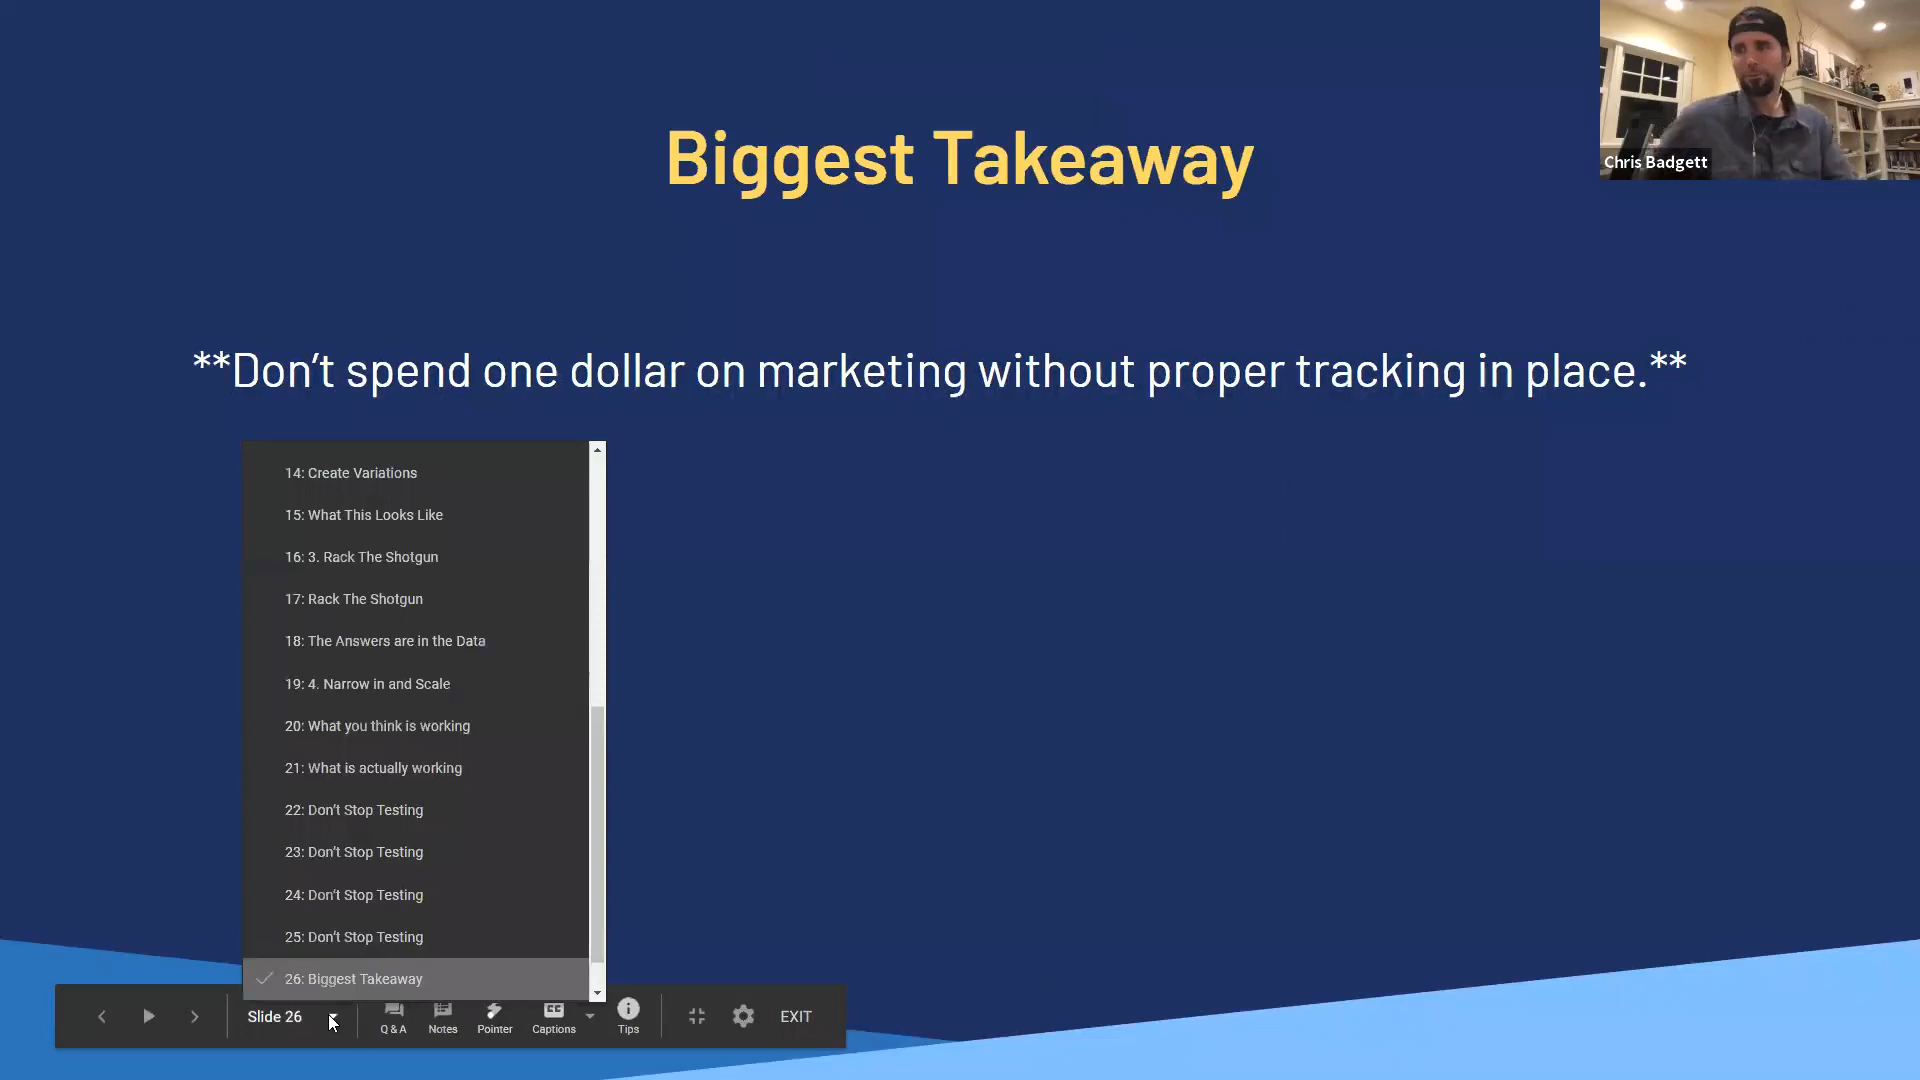 Biggest Takeaway
Chris Badgett
**Don’t spend one dollar on marketing without proper tracking in place.**
14: Create Variations
15: What This Looks Like
16: 3. Rack The Shotgun
17: Rack The Shotgun
18: The Answers are in the Data
19: 4. Narrow in and Scale
20: What you think is working
21: What is actually working
22: Don’t Stop Testing
23: Don’t Stop Testing
24: Don’t Stop Testing
25: Don’t Stop Testing
26: Biggest Takeaway
Slide 26
Q & A
Notes
Pointer
CC
Captions
Tips
EXIT